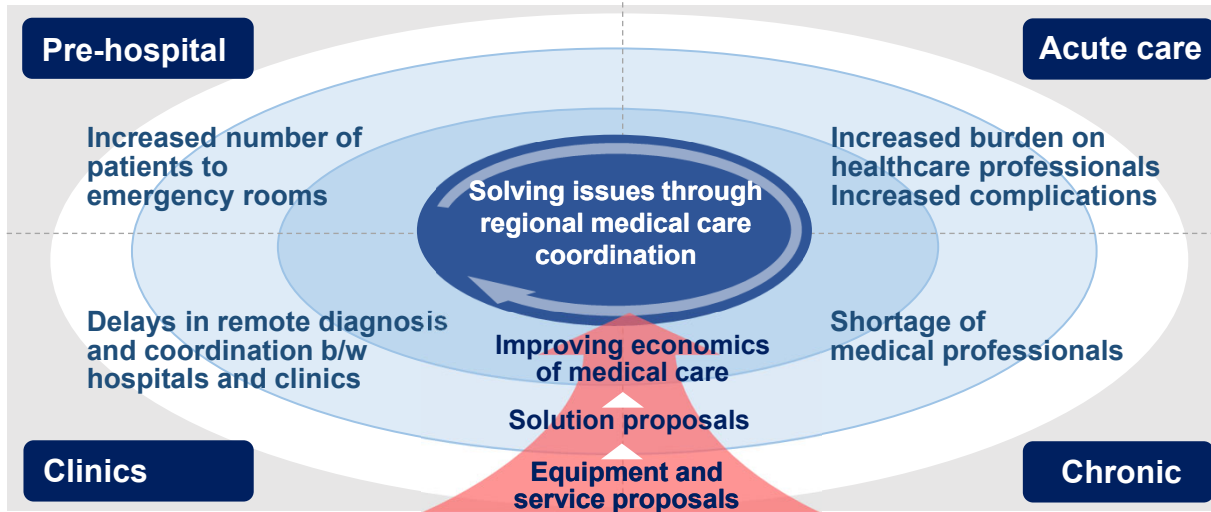 Pre-hospital
Acute care
Increased number of
patients to
emergency rooms
Increased burden on
healthcare professionals
Increased complications
Solving issues through
regional medical care
coordination
Delays in remote diagnosis
and coordination b/w
hospitals and clinics
Shortage of
medical professionals
Improving economics
of medical care
Solution proposals
Equipment and
service proposals
Clinics
Chronic